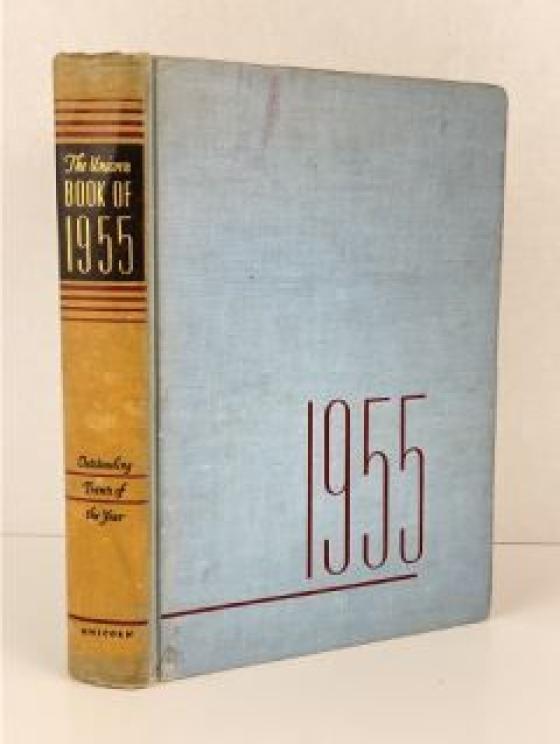 The Unicorn
BOOK OF
1955
Outstanding
Events of
the Year
UNICORN
1955